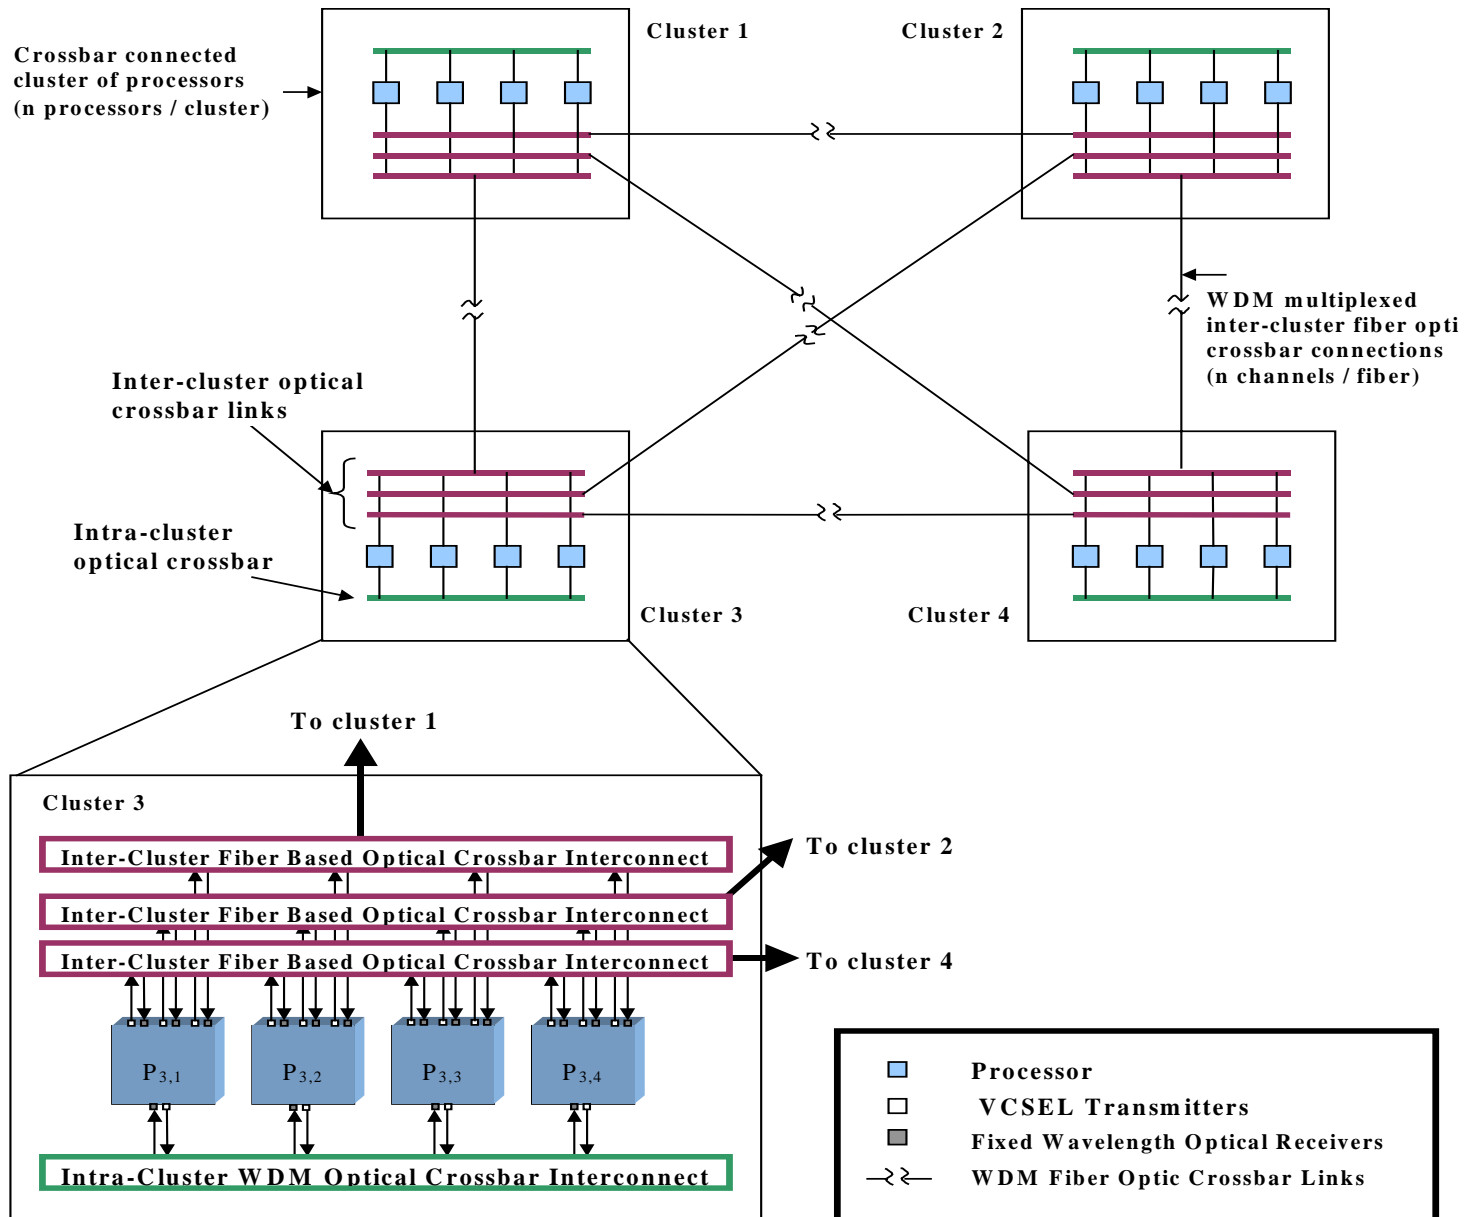 Cluster 1
Cluster 2
Crossbar connected
cluster of processors
(n processors / cluster)
WDM multiplexed
inter-cluster fiber opti
crossbar connections
(n channels / fiber)
Inter-cluster optical
crossbar links
Intra-cluster
optical crossbar
Cluster 3
Cluster 4
To cluster 1
Cluster 3
Inter-Cluster Fiber Based Optical Crossbar Interconnect
To cluster 2
Inter-Cluster Fiber Based Optical Crossbar Interconnect
Inter-Cluster Fiber Based Optical Crossbar Interconnect
To cluster 4
P3,1
P3,2
P3,3
P3,4
Intra-Cluster WDM Optical Crossbar Interconnect
Processor
VCSEL Transmitters
Fixed Wavelength Optical Receivers
WDM Fiber Optic Crossbar Links